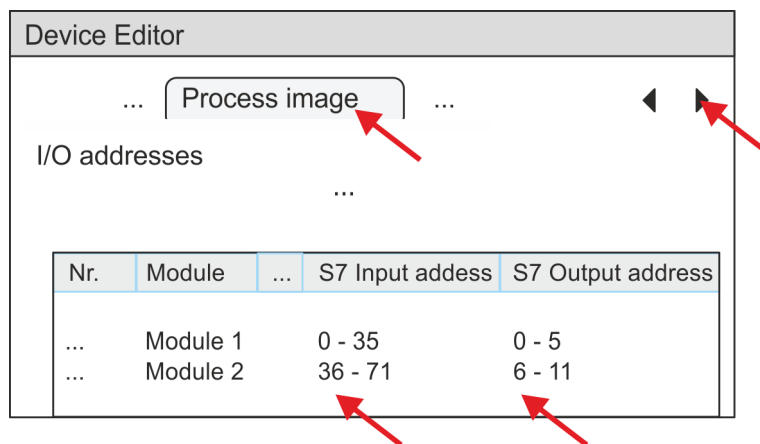 Device Editor
... Process image ...
I/O addresses
...
Nr. Module ... S7 Input addess S7 Output address
... Module 1 0 - 35 0 - 5
... Module 2 36 - 71 6 - 11